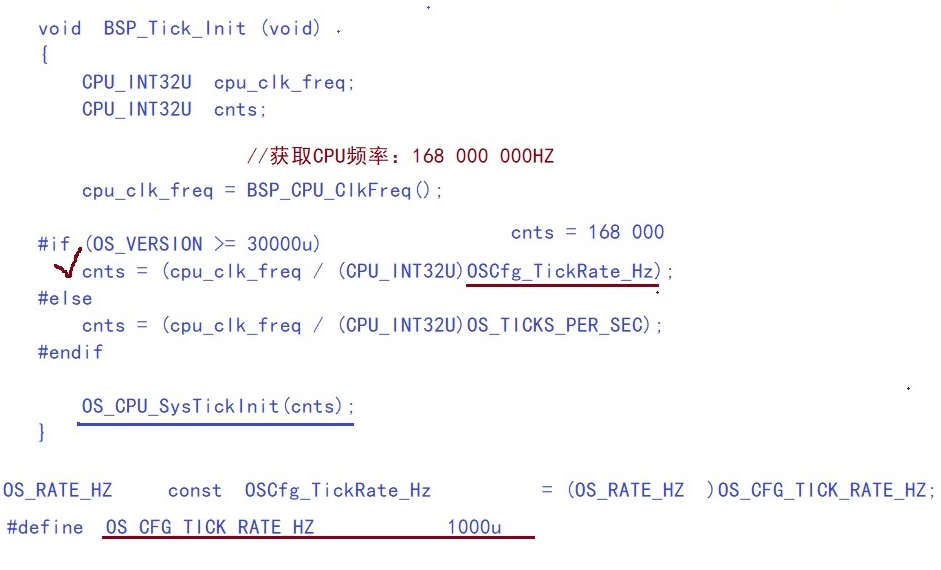 void  BSP_Tick_Init (void)
{
    CPU_INT32U  cpu_clk_freq;
    CPU_INT32U  cnts;
//获取CPU频率：168 000 000HZ
    cpu_clk_freq = BSP_CPU_ClkFreq();
cnts = 168 000
#if (OS_VERSION >= 30000u)
    cnts = (cpu_clk_freq / (CPU_INT32U)OSCfg_TickRate_Hz);
#else
    cnts = (cpu_clk_freq / (CPU_INT32U)OS_TICKS_PER_SEC);
#endif
    OS_CPU_SysTickInit(cnts);
}
OS_RATE_HZ     const  OSCfg_TickRate_Hz          = (OS_RATE_HZ  )OS_CFG_TICK_RATE_HZ;
#define  OS_CFG_TICK_RATE_HZ            1000u